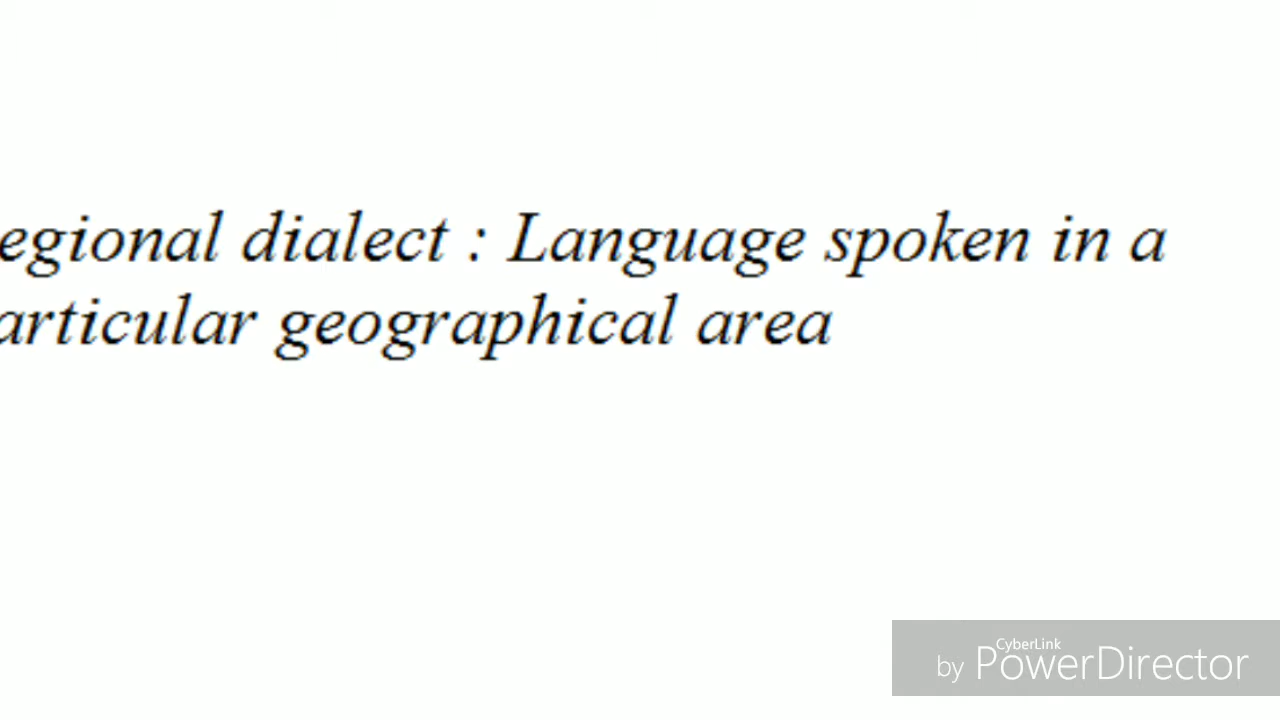 egional dialect : Language spoken in a
articular geographical area
CyberLink
by PowerDirector